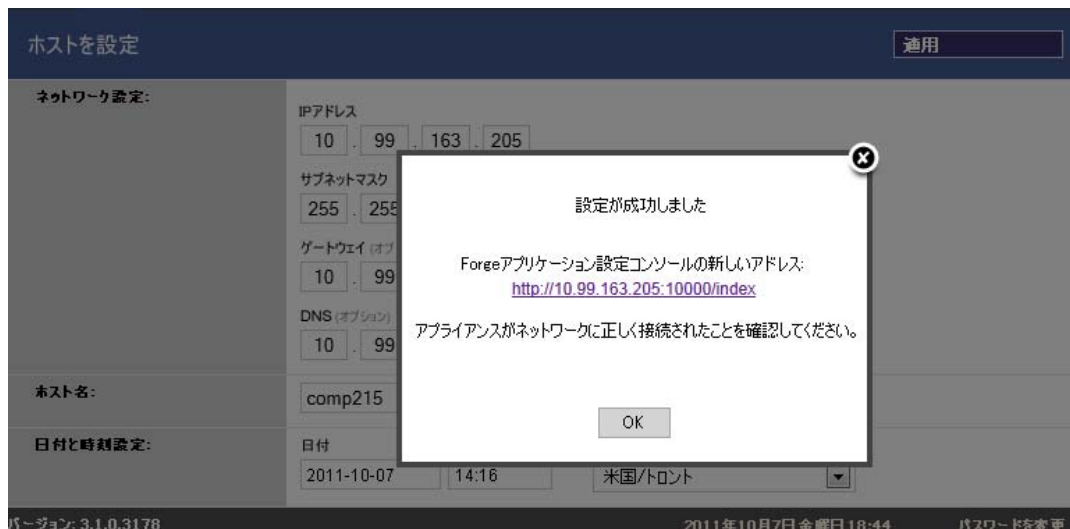 ホストを設定
適用
ネットワーク設定:
IPアドレス
10 . 99 . 163 . 205
サブネットマスク
255 . 255
ゲートウェイ (オプ
10 . 99
DNS (オプション)
10 . 99
設定が成功しました
Forgeアプリケーション設定コンソールの新しいアドレス:
http://10.99.163.205:10000/index
アプライアンスがネットワークに正しく接続されたことを確認してください。
OK
ホスト名:
comp215
日付と時刻設定:
日付
2011-10-07 14:16 米国/トロント
バージョン: 3.1.0.3178
2011年10月7日金曜日18:44 パスワードを変更